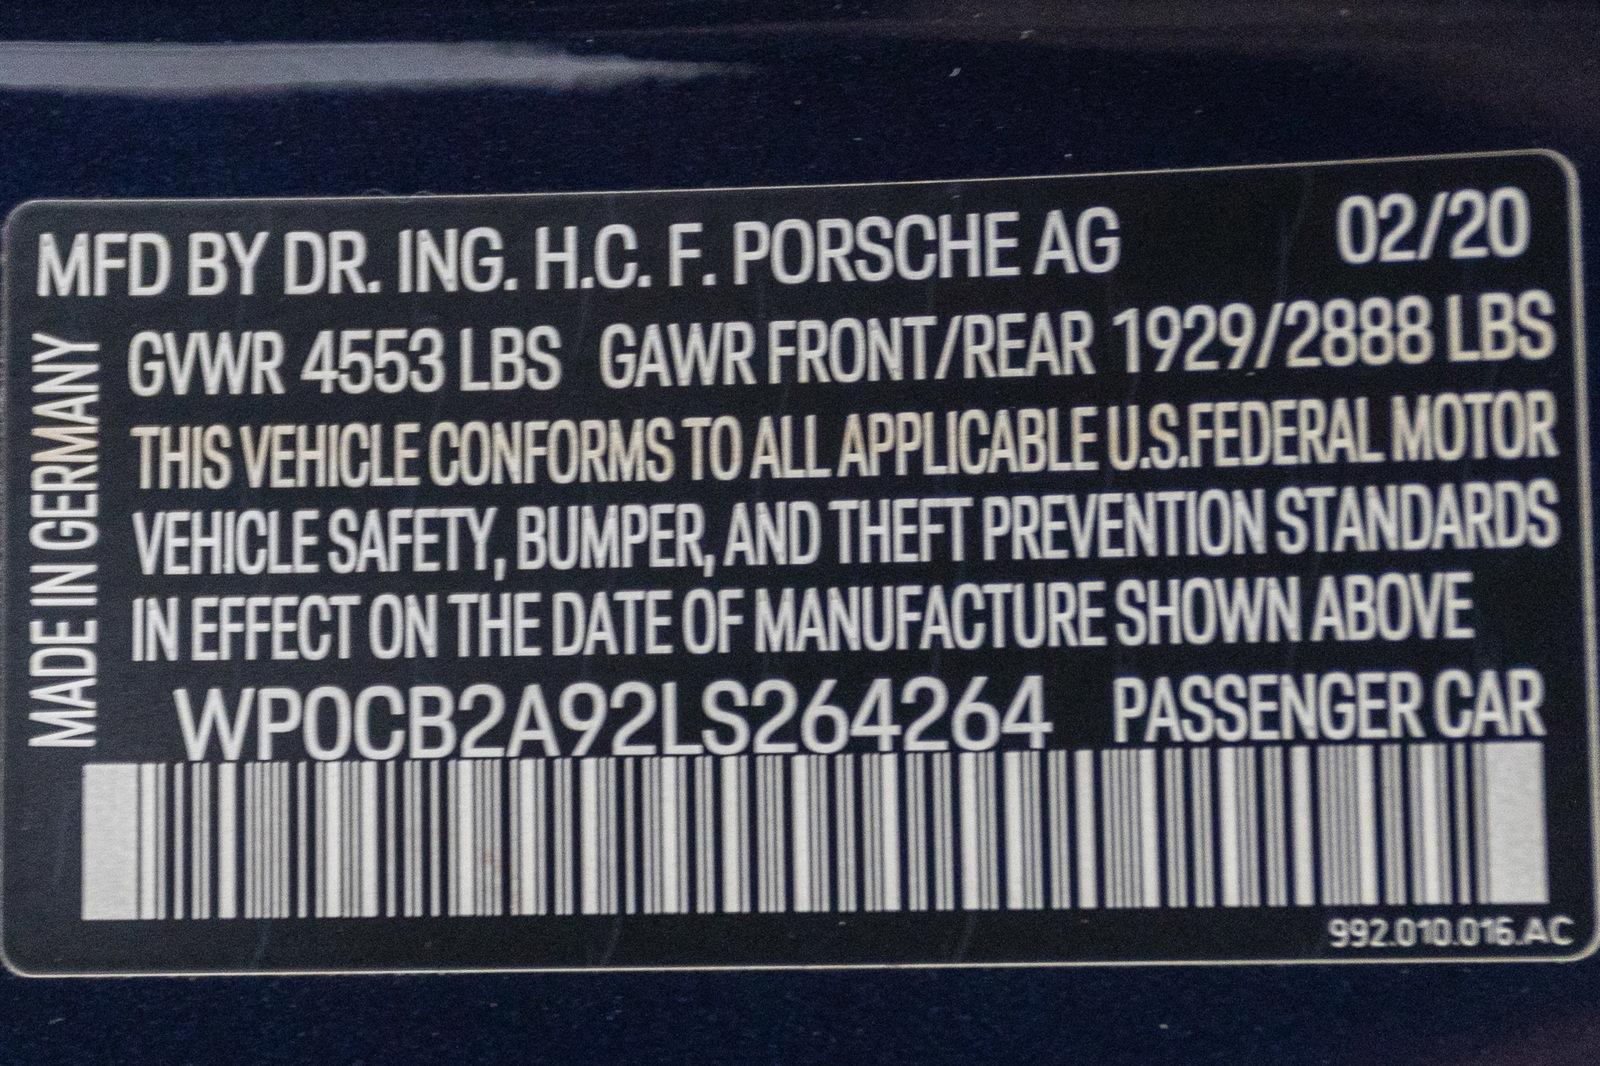 MFD BY DR. ING. H.C. F. PORSCHE AG 02/20
MADE IN GERMANY
GVWR 4553 LBS GAWR FRONT/REAR 1929/2888 LBS
THIS VEHICLE CONFORMS TO ALL APPLICABLE U.S.FEDERAL MOTOR
VEHICLE SAFETY, BUMPER, AND THEFT PREVENTION STANDARDS
IN EFFECT ON THE DATE OF MANUFACTURE SHOWN ABOVE
WP0CB2A92LS264264 PASSENGER CAR
992.010.016.AC